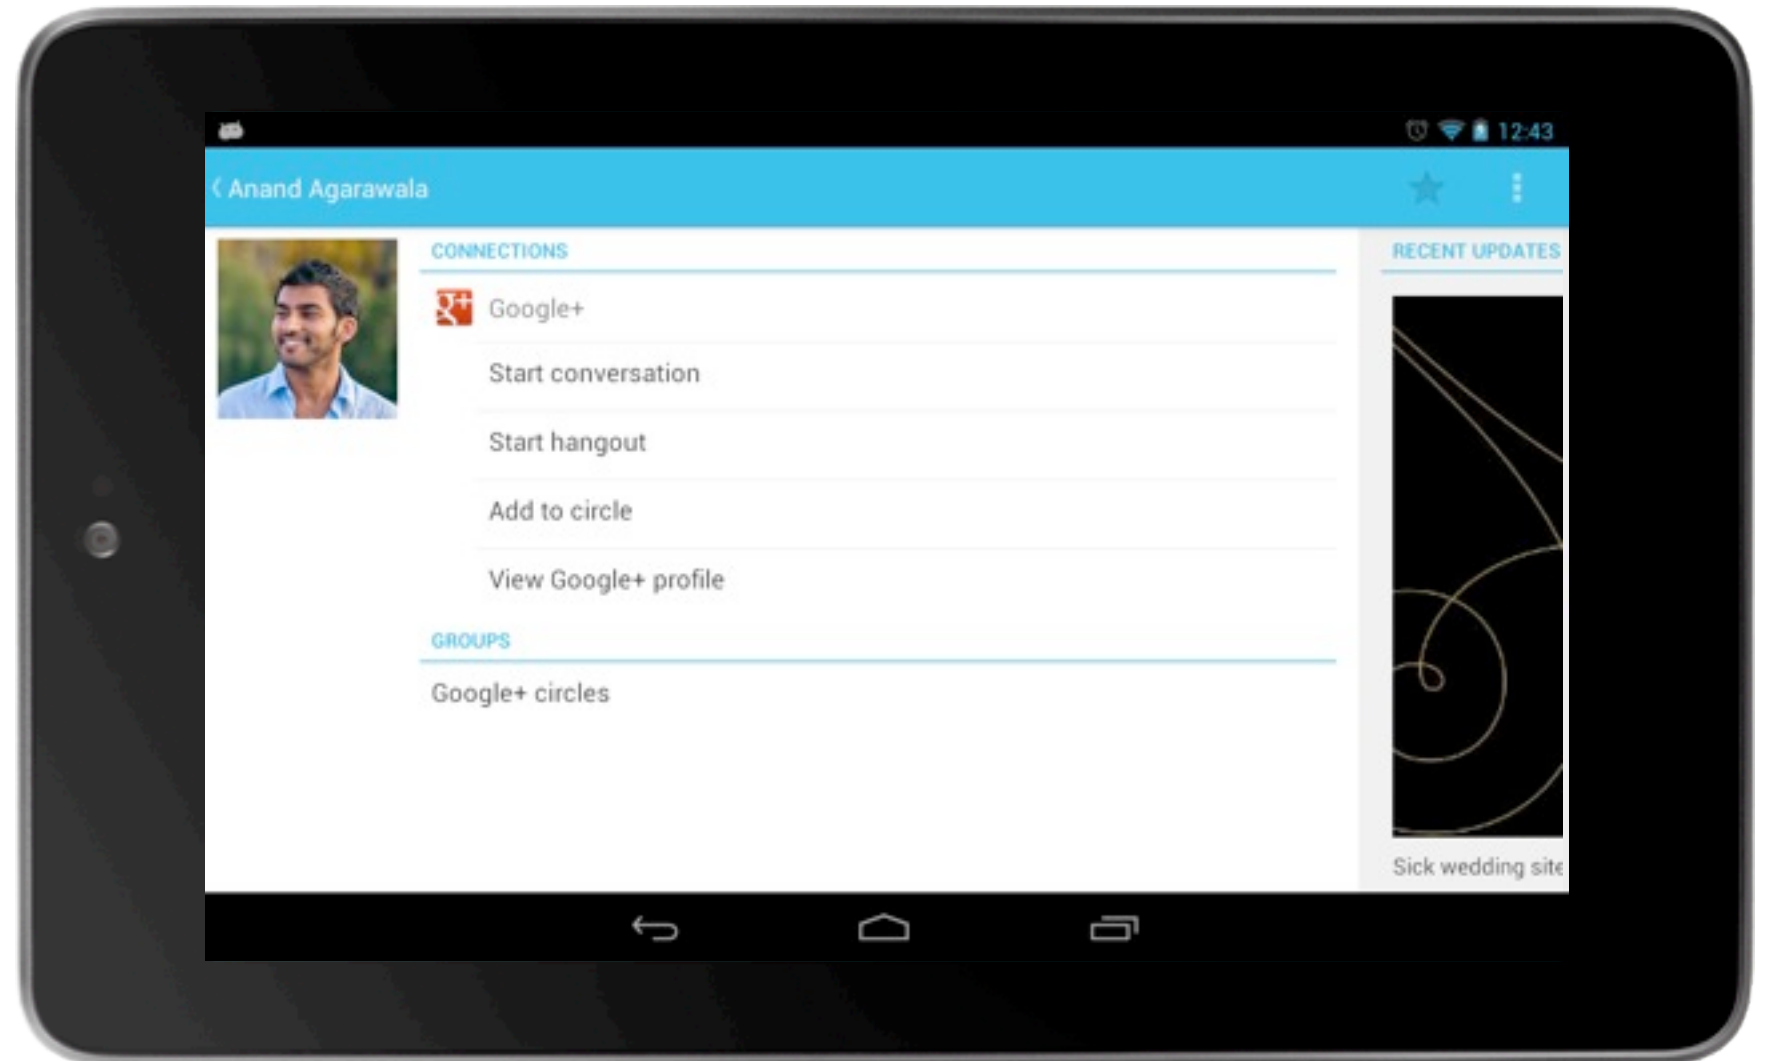 12:43
Anand Agarawala
CONNECTIONS
g+ Google+
Start conversation
Start hangout
Add to circle
View Google+ profile
GROUPS
Google+ circles
RECENT UPDATES
Sick wedding site